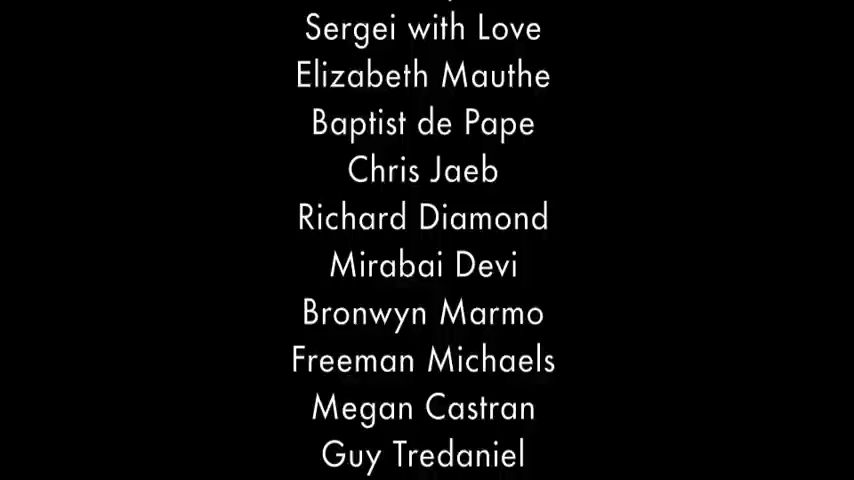 Sergei with Love
Elizabeth Mauthe
Baptist de Pape
Chris Jaeb
Richard Diamond
Mirabai Devi
Bronwyn Marmo
Freeman Michaels
Megan Castran
Guy Tredaniel